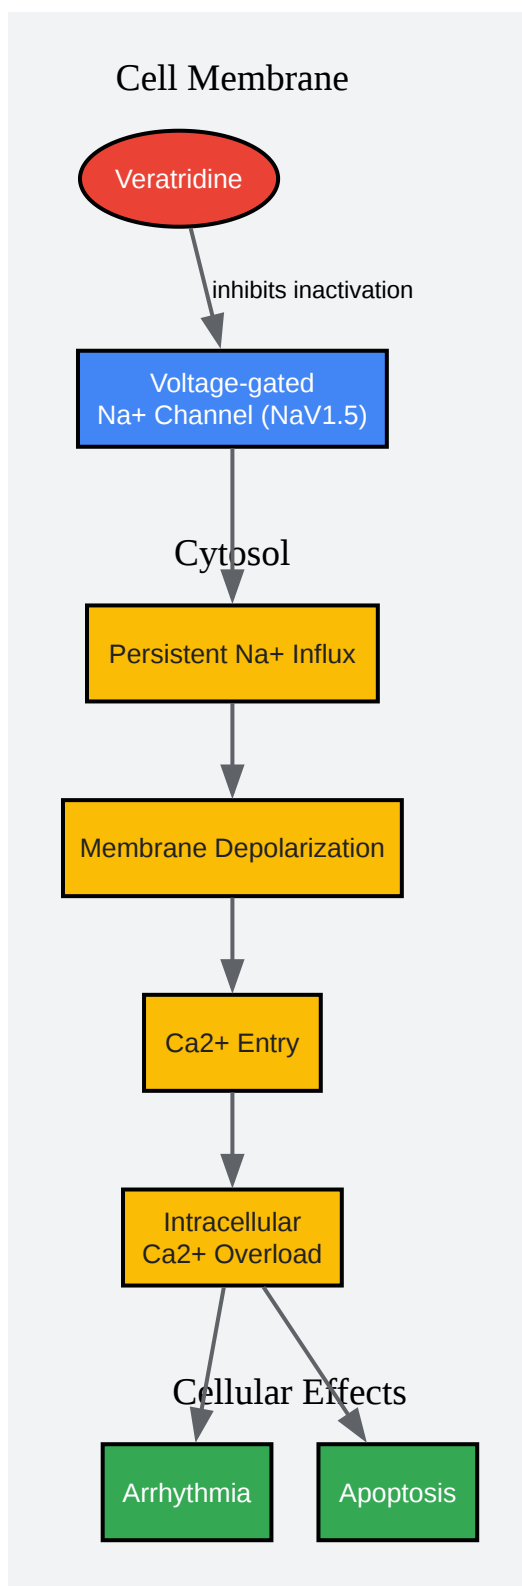 Cell Membrane
Veratridine
inhibits inactivation
Voltage-gated
Na+ Channel (NaV1.5)
Cytosol
Persistent Na+ Influx
Membrane Depolarization
Ca2+ Entry
Intracellular
Ca2+ Overload
Cellular Effects
Arrhythmia
Apoptosis